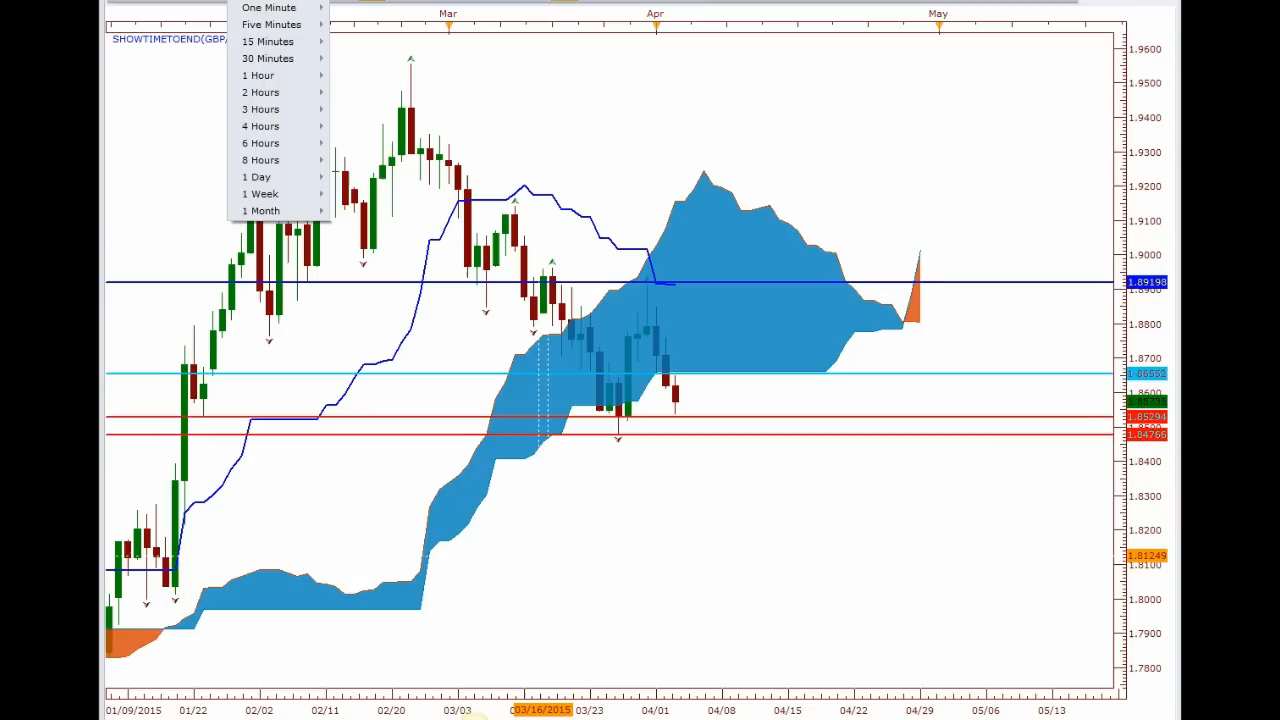 One Minute
Five Minutes
15 Minutes
30 Minutes
1 Hour
2 Hours
3 Hours
4 Hours
6 Hours
8 Hours
1 Day
1 Week
1 Month
Mar Apr May
SHOWTIMETOEND(GBP/
1.9600
1.9500
1.9400
1.9300
1.9200
1.9100
1.9000
1.89198
1.8900
1.8800
1.8700
1.86552
1.8600
1.85294
1.84766
1.8400
1.8300
1.8200
1.81249
1.8100
1.8000
1.7900
1.7800
01/09/2015 01/22 02/02 02/11 02/20 03/03 03/16/2015 03/23 04/01 04/08 04/15 04/22 04/29 05/06 05/13